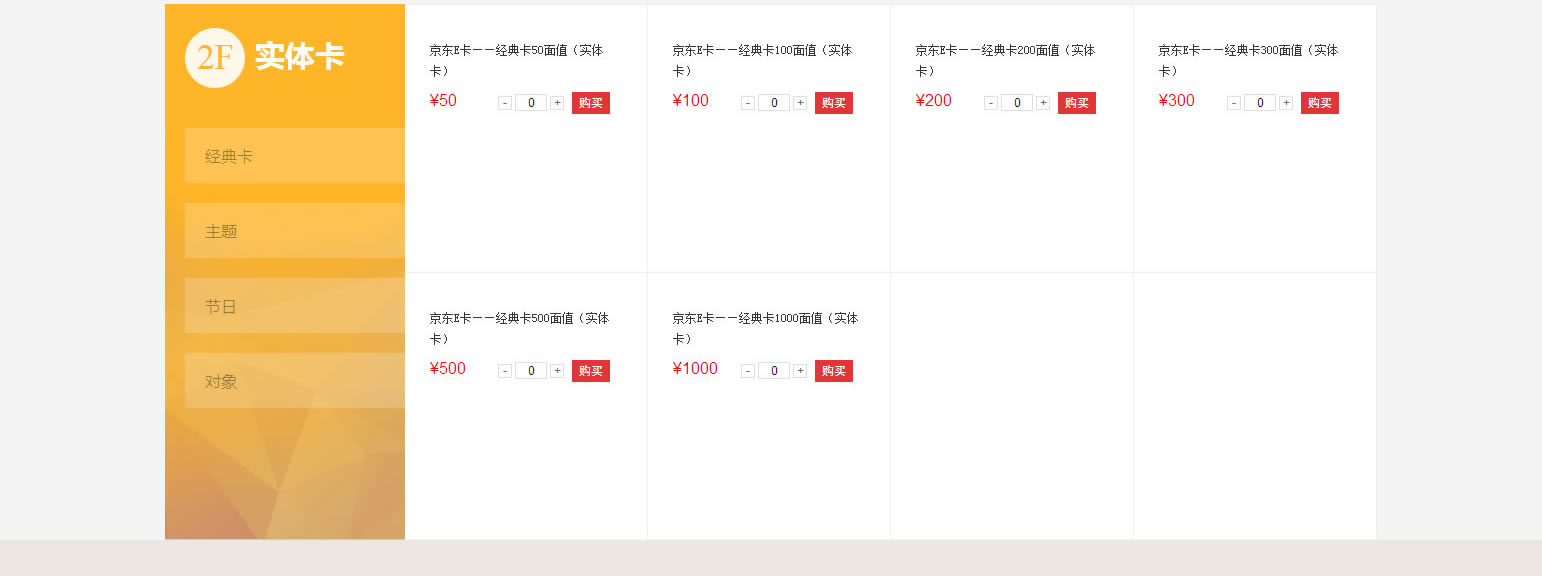 2F 实体卡
经典卡
主题
节日
对象
京东E卡——经典卡50面值（实体
卡）
¥50 - 0 + 购买
京东E卡——经典卡100面值（实体
卡）
¥100 - 0 + 购买
京东E卡——经典卡200面值（实体
卡）
¥200 - 0 + 购买
京东E卡——经典卡300面值（实体
卡）
¥300 - 0 + 购买
京东E卡——经典卡500面值（实体
卡）
¥500 - 0 + 购买
京东E卡——经典卡1000面值（实体
卡）
¥1000 - 0 + 购买